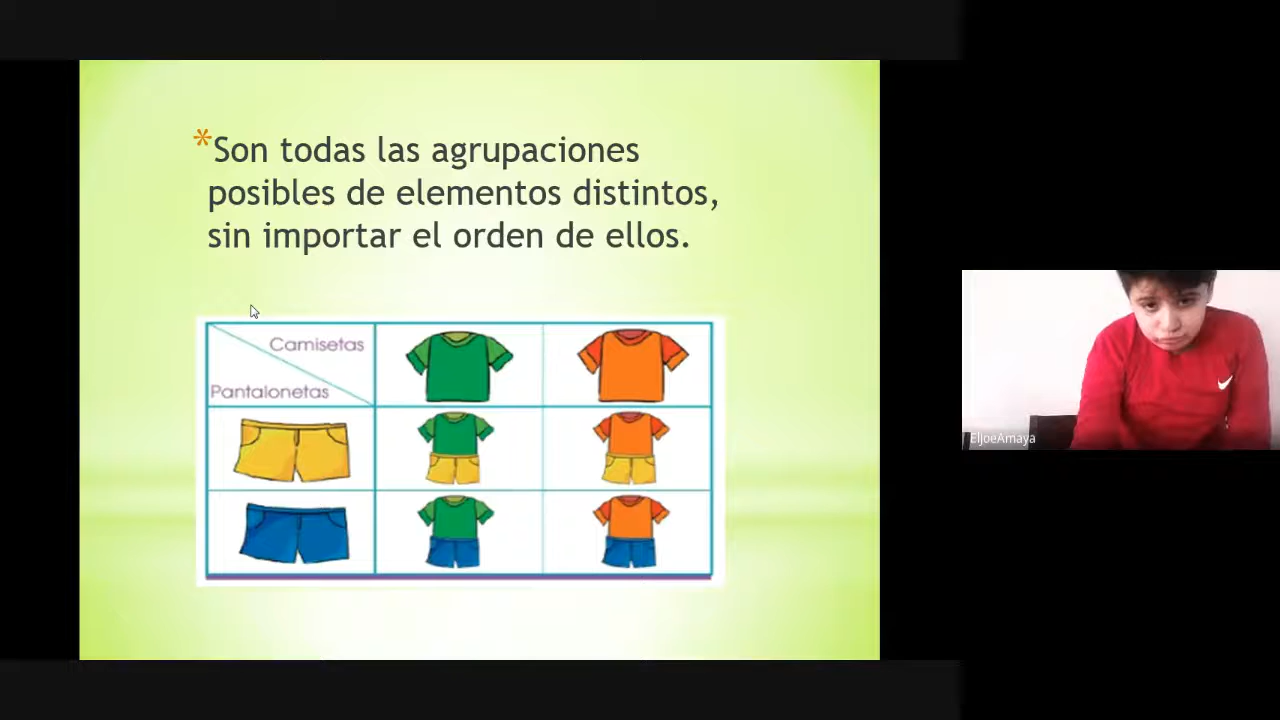 *Son todas las agrupaciones
posibles de elementos distintos,
sin importar el orden de ellos.
Camisetas
Pantalonetas
EljoeAmaya